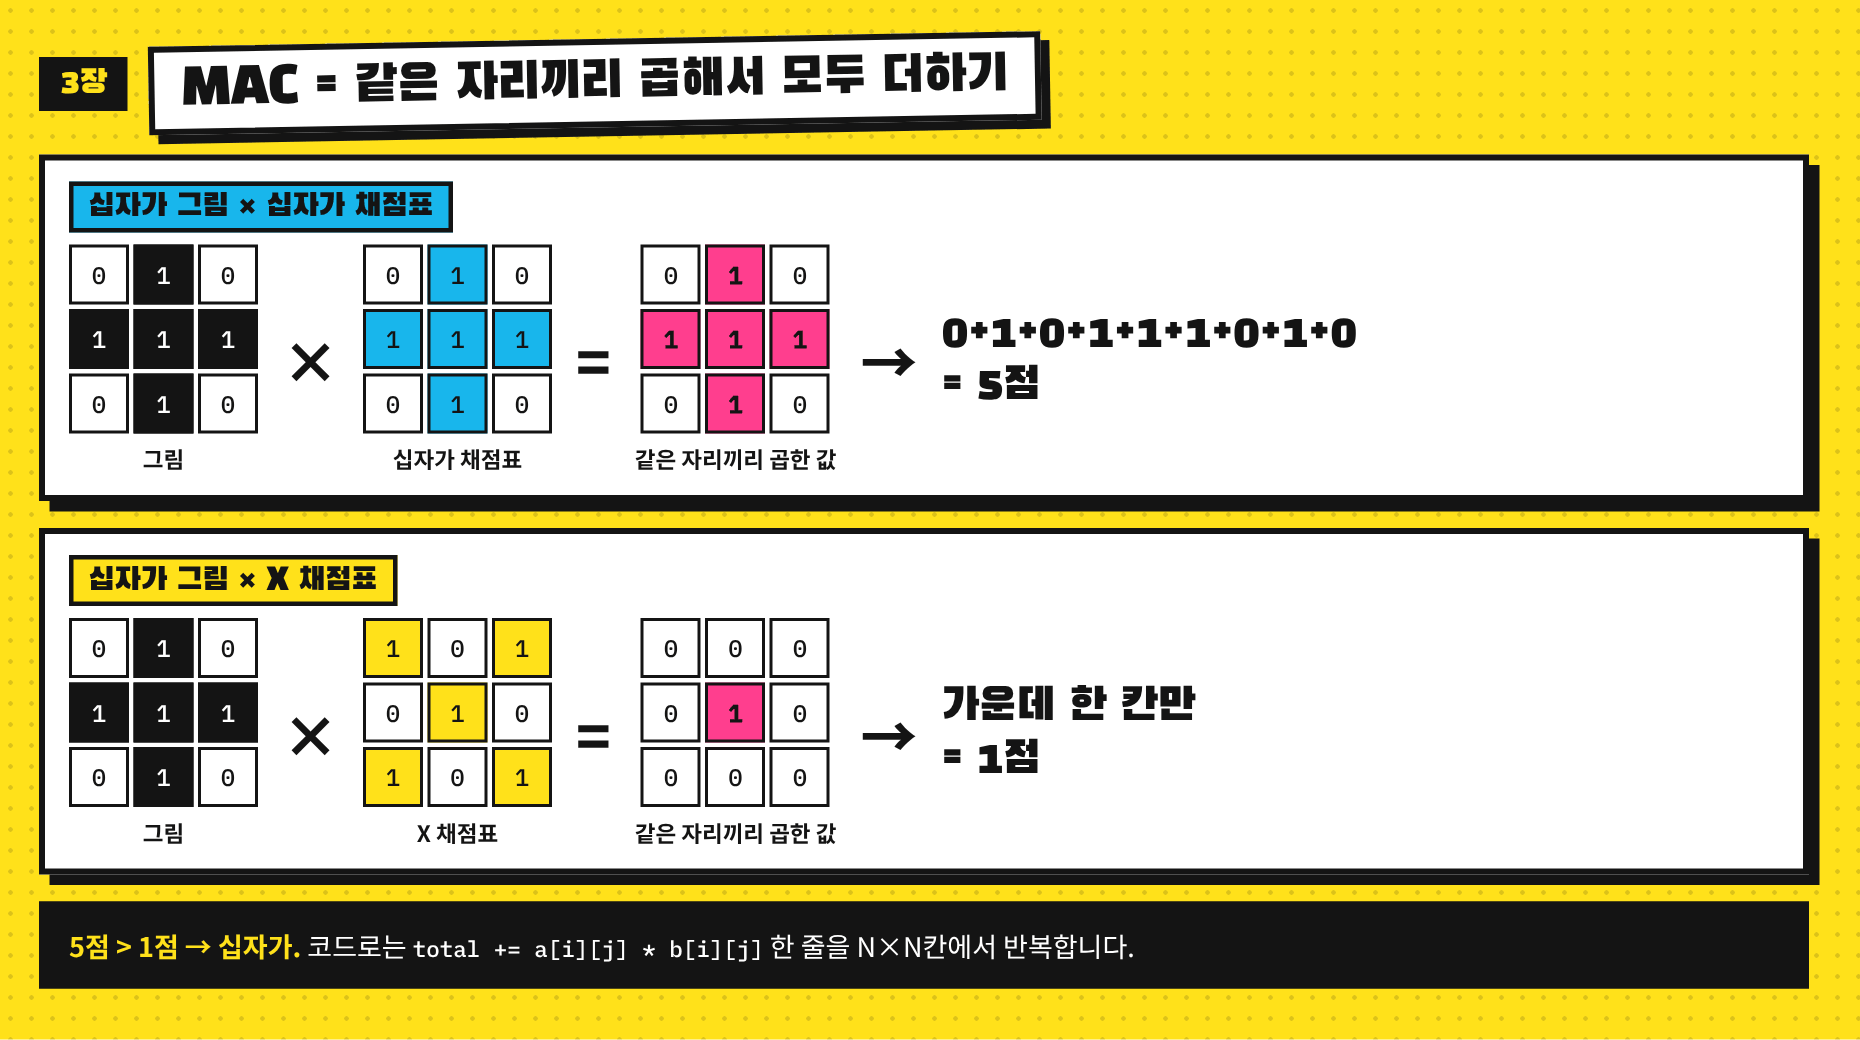 3장
MAC = 같은 자리끼리 곱해서 모두 더하기
십자가 그림 × 십자가 채점표
0 1 0 0 1 0 0 1 0
1 1 1 × 1 1 1 = 1 1 1 →
0 1 0 0 1 0 0 1 0
그림 십자가 채점표 같은 자리끼리 곱한 값
0+1+0+1+1+1+0+1+0
= 5점
십자가 그림 × X 채점표
0 1 0 1 0 1 0 0 0
1 1 1 × 0 1 0 = 0 1 0 →
0 1 0 1 0 1 0 0 0
그림 X 채점표 같은 자리끼리 곱한 값
가운데 한 칸만
= 1점
5점 > 1점 → 십자가. 코드로는 total += a[i][j] * b[i][j] 한 줄을 N×N칸에서 반복합니다.